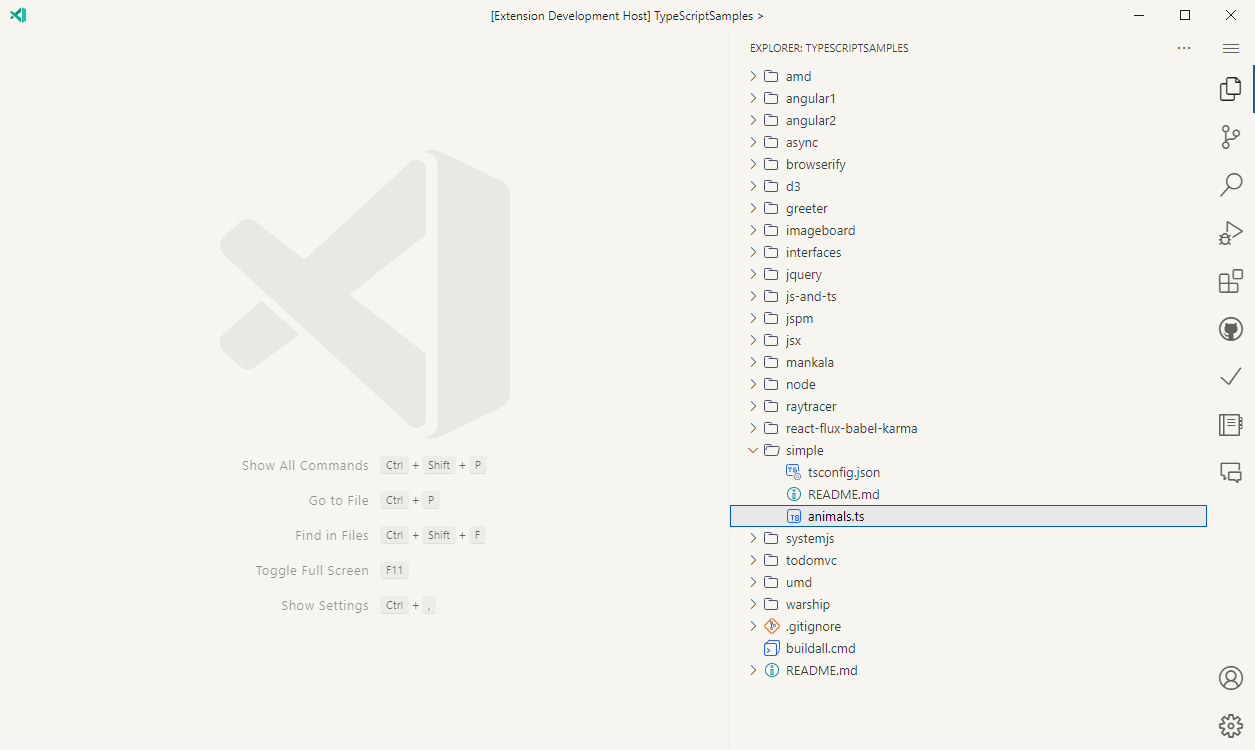 [Extension Development Host] TypeScriptSamples >
Show All Commands Ctrl + Shift + P
Go to File Ctrl + P
Find in Files Ctrl + Shift + F
Toggle Full Screen F11
Show Settings Ctrl + ,
EXPLORER: TYPESCRIPTSAMPLES
amd
angular1
angular2
async
browserify
d3
greeter
imageboard
interfaces
jquery
js-and-ts
jspm
jsx
mankala
node
raytracer
react-flux-babel-karma
simple
TS tsconfig.json
README.md
TS animals.ts
systemjs
todomvc
umd
warship
.gitignore
buildall.cmd
README.md